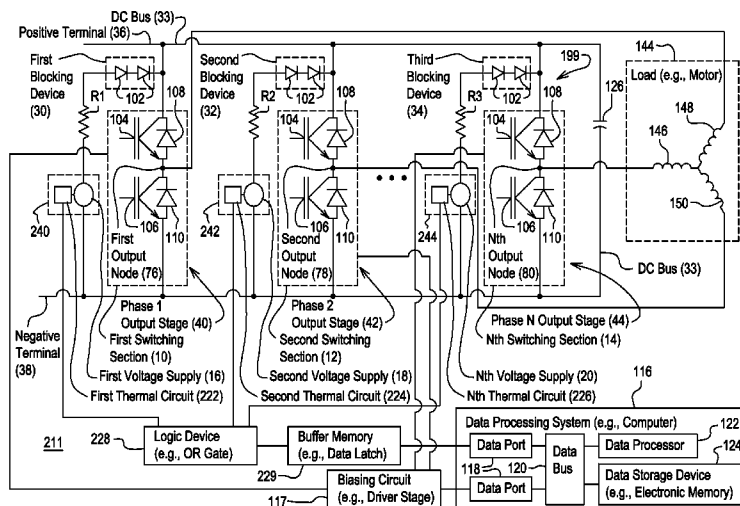 DC Bus (33)
Positive Terminal
(36)
First
Blocking
Device
(30)
102
R1
108
104
Second
Blocking
Device
(32)
102
R2
108
104
Third
Blocking
Device
(34)
102
R3
199
108
104
126
144
Load (e.g., Motor)
148
146
150
240
106
110
First
Output
Node (76)
242
106
110
Second
Output
Node (78)
244
106
110
Nth
Output
Node (80)
DC Bus (33)
Negative
Terminal
(38)
Phase 1
Output Stage (40)
First Switching
Section (10)
First Voltage Supply (16)
First Thermal Circuit (222)
Phase 2
Output Stage (42)
Second Switching
Section (12)
Second Voltage Supply (18)
Second Thermal Circuit (224)
Phase N Output Stage (44)
Nth Switching Section (14)
Nth Voltage Supply (20)
Nth Thermal Circuit (226)
116
211
228
Logic Device
(e.g., OR Gate)
Buffer Memory
(e.g., Data Latch)
229
Biasing Circuit
(e.g., Driver Stage)
117
Data Processing System (e.g., Computer)
Data Port
118
120
Data Port
Data
Bus
Data Processor
122
124
Data Storage Device
(e.g., Electronic Memory)